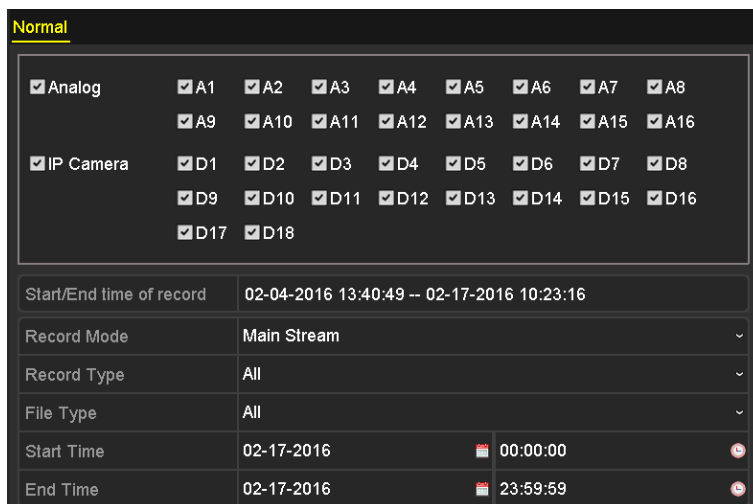 Normal
Analog A1 A2 A3 A4 A5 A6 A7 A8
A9 A10 A11 A12 A13 A14 A15 A16
IP Camera D1 D2 D3 D4 D5 D6 D7 D8
D9 D10 D11 D12 D13 D14 D15 D16
D17 D18
Start/End time of record 02-04-2016 13:40:49 -- 02-17-2016 10:23:16
Record Mode Main Stream
Record Type All
File Type All
Start Time 02-17-2016 00:00:00
End Time 02-17-2016 23:59:59